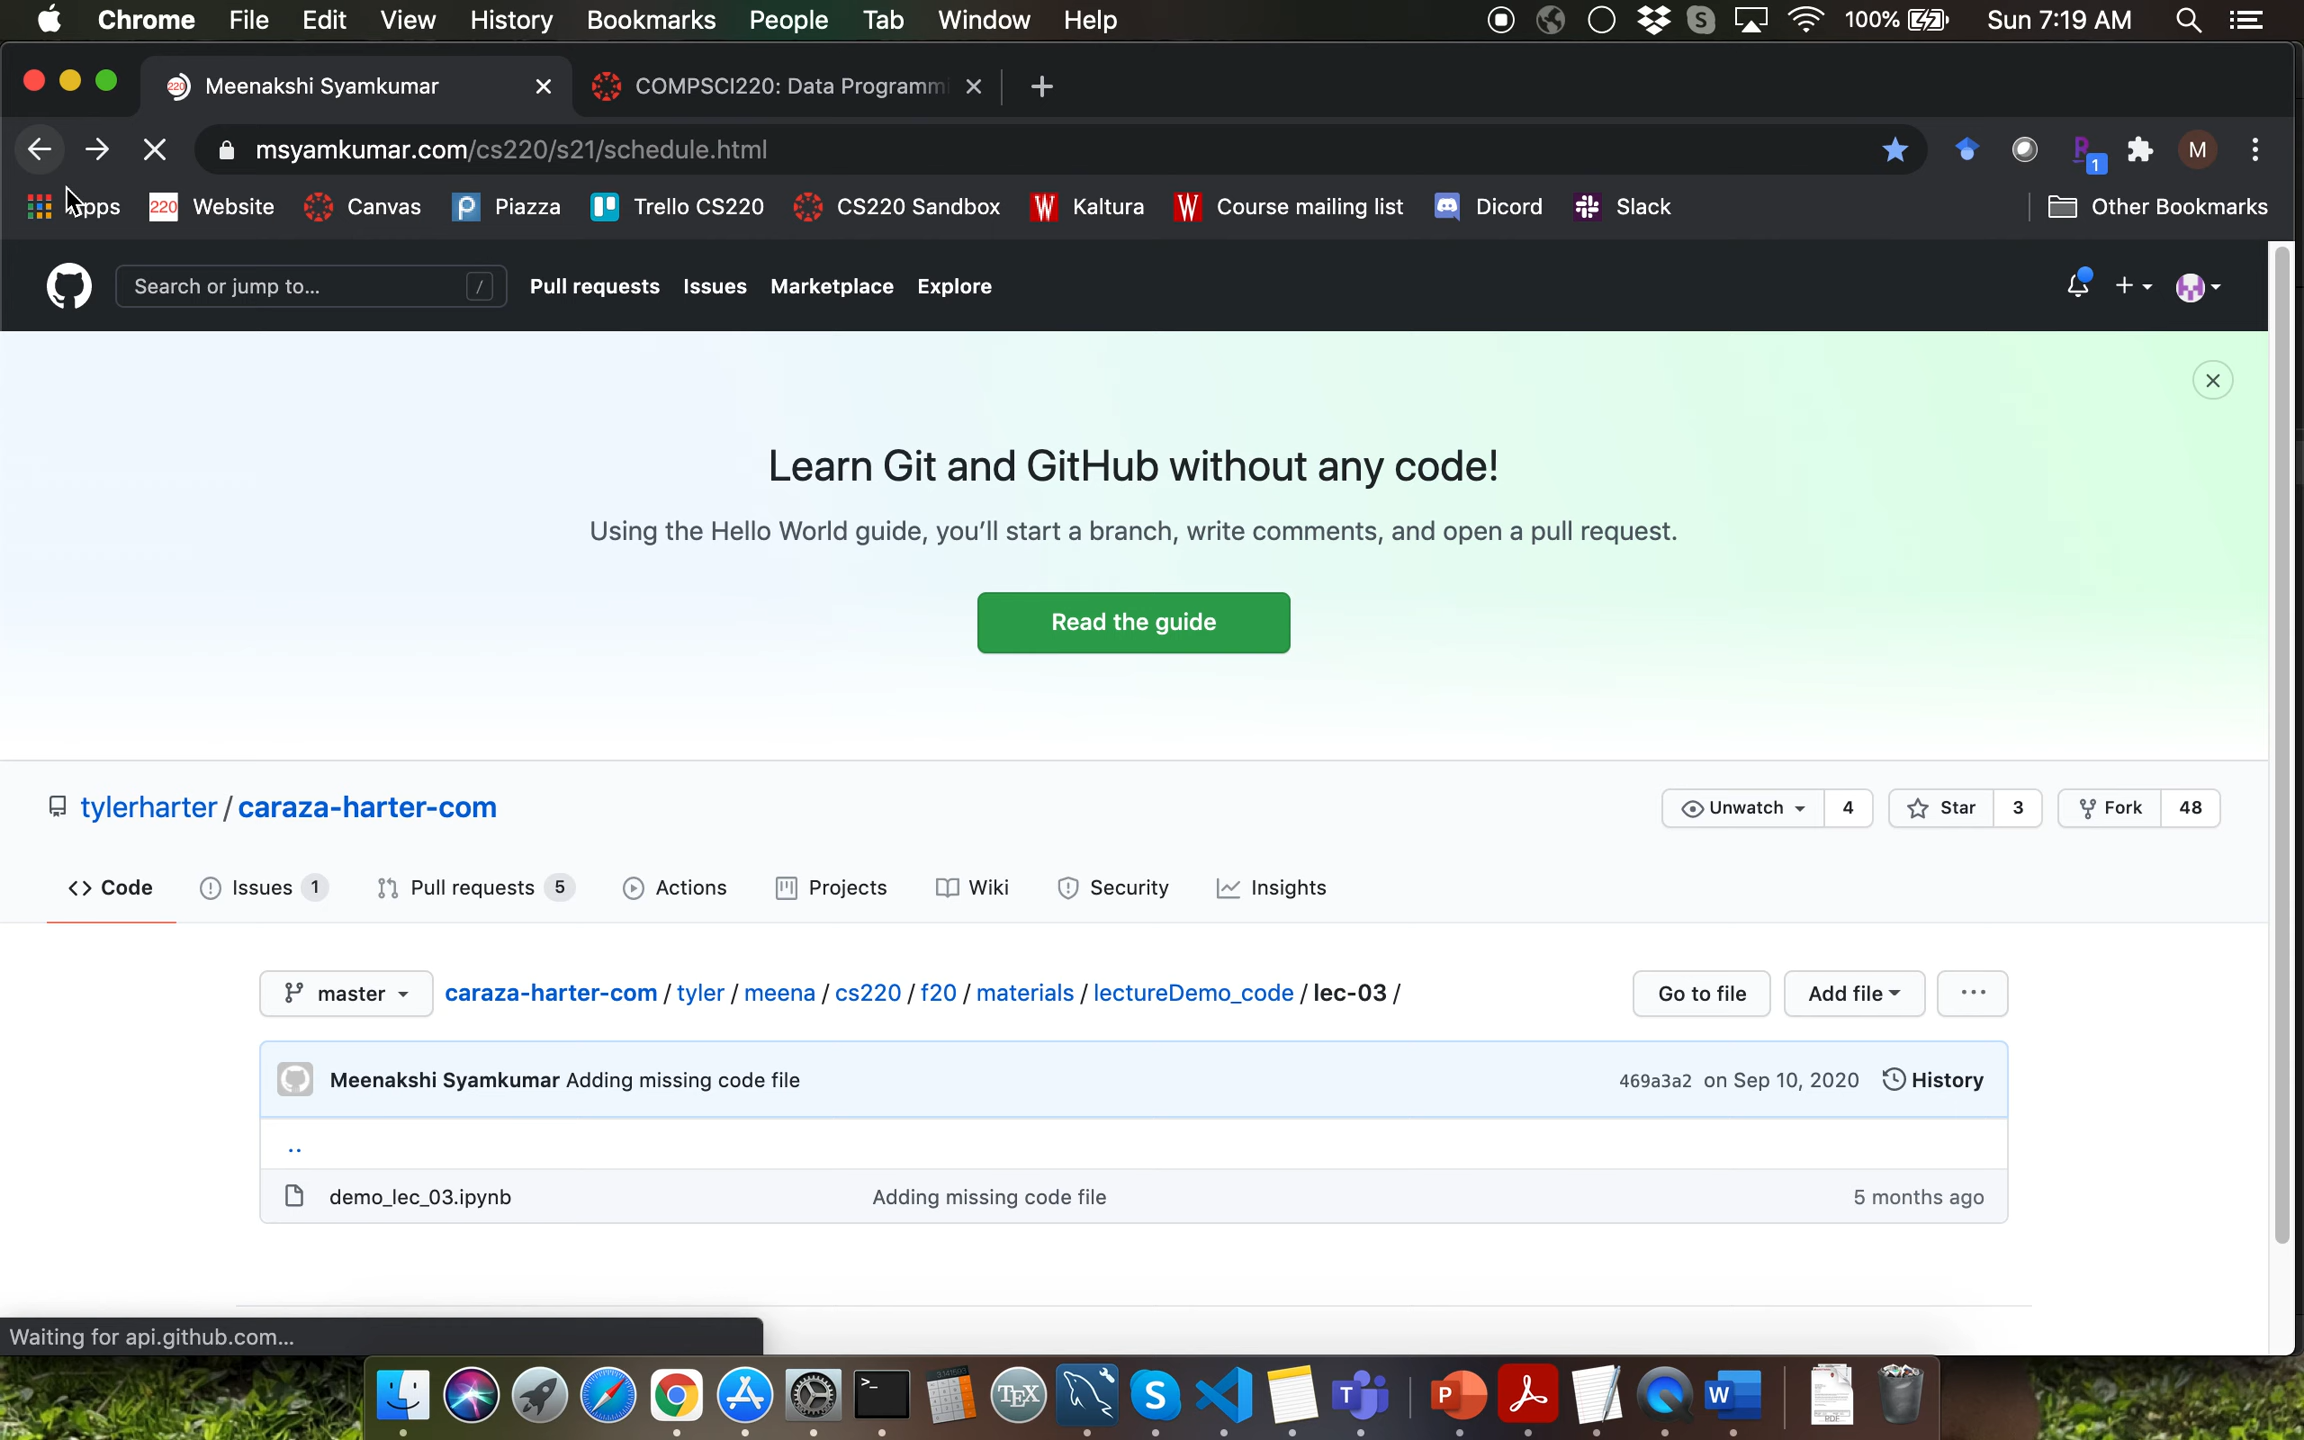 Chrome File Edit View History Bookmarks People Tab Window Help 100% Sun 7:19 AM
220 Meenakshi Syamkumar COMPSCI220: Data Programmi
msyamkumar.com/cs220/s21/schedule.html 1 M
Apps 220 Website Canvas Piazza Trello CS220 CS220 Sandbox Kaltura Course mailing list Dicord Slack Other Bookmarks
Search or jump to... / Pull requests Issues Marketplace Explore
Learn Git and GitHub without any code!
Using the Hello World guide, you'll start a branch, write comments, and open a pull request.
Read the guide
tylerharter / caraza-harter-com Unwatch 4 Star 3 Fork 48
Code Issues 1 Pull requests 5 Actions Projects Wiki Security Insights
master caraza-harter-com / tyler / meena / cs220 / f20 / materials / lectureDemo_code / lec-03 / Go to file Add file ...
Meenakshi Syamkumar Adding missing code file 469a3a2 on Sep 10, 2020 History
..
demo_lec_03.ipynb Adding missing code file 5 months ago
Waiting for api.github.com...